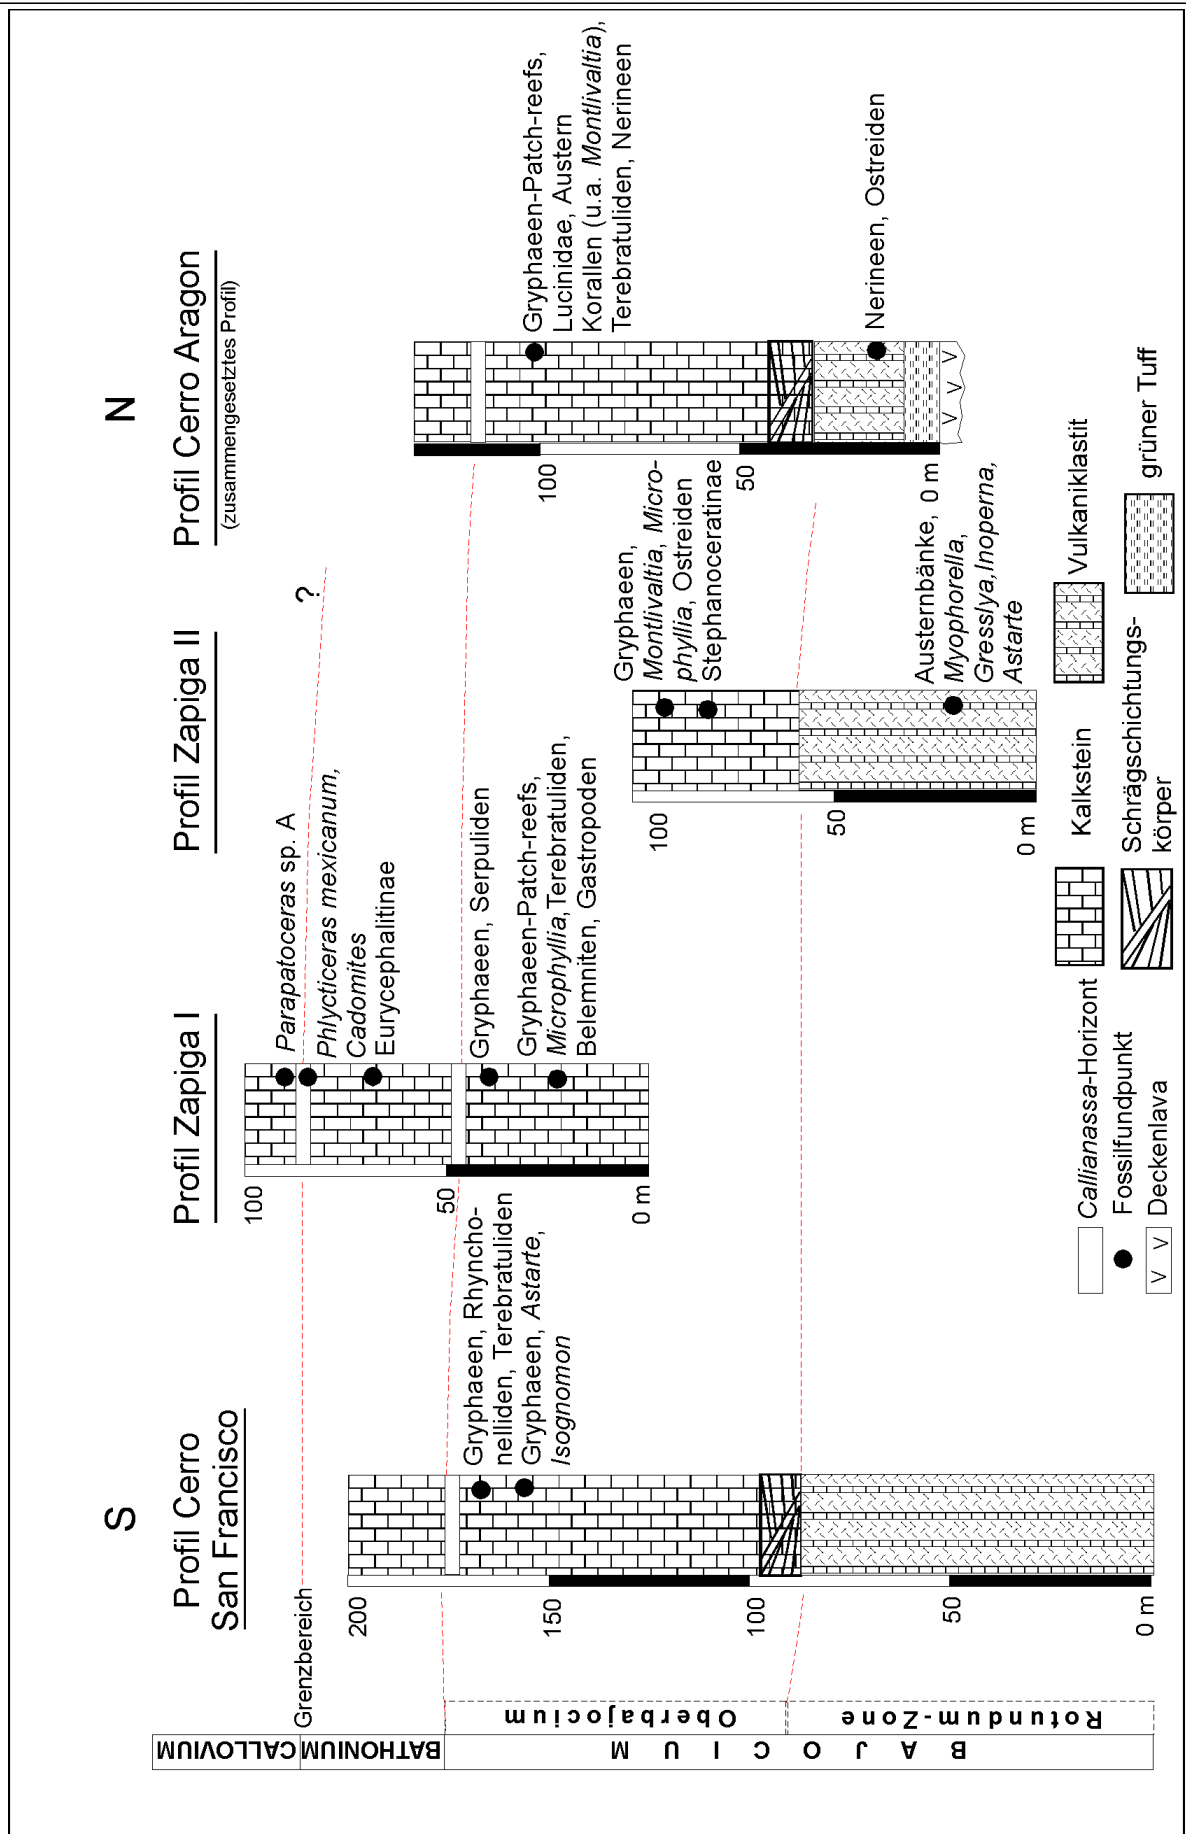 S
N
Profil Cerro
San Francisco
Profil Zapiga I
Profil Zapiga II
Profil Cerro Aragon
(zusammengesetztes Profil)
CALLOVIUM
BATHONIUM
BATHONIUM
BAJOCIUM
Oberbajocium
Rotundum-Zone
Grenzbereich
200
150
100
50
0 m
Gryphaeen, Rhyncho-
nelliden, Terebratuliden
Gryphaeen, Astarte,
Isognomon
100
50
0 m
Parapatoceras sp. A
Phlycticeras mexicanum,
Cadomites
Eurycephalitinae
Gryphaeen, Serpuliden
Gryphaeen-Patch-reefs,
Microphyllia,Terebratuliden,
Belemniten, Gastropoden
?
100
50
0 m
Gryphaeen,
Montlivaltia, Micro-
phyllia, Ostreiden
Stephanoceratinae
Austernbänke,
Myophorella,
Gresslya,Inoperna,
Astarte
100
50
0 m
Gryphaeen-Patch-reefs,
Lucinidae, Austern
Korallen (u.a. Montlivaltia),
Terebratuliden, Nerineen
Nerineen, Ostreiden
V V V V V
Callianassa-Horizont
Fossilfundpunkt
V V
Deckenlava
Kalkstein
Schrägschichtungs-
körper
Vulkaniklastit
grüner Tuff